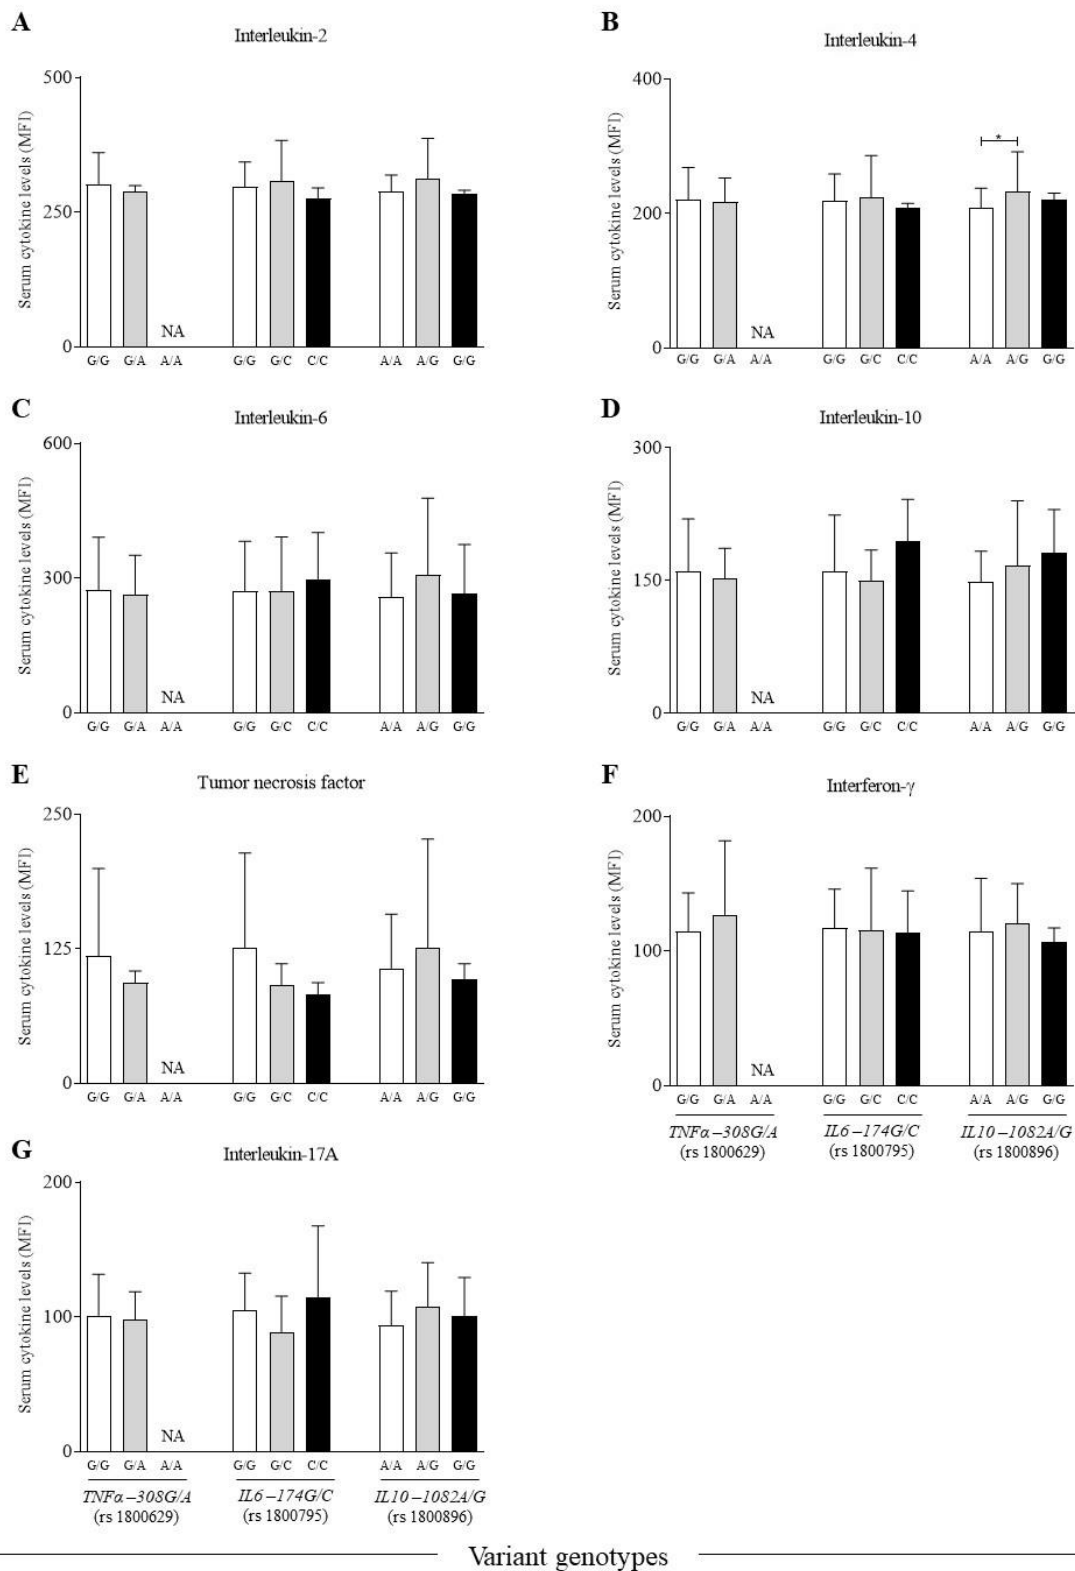 A
Interleukin-2
Serum cytokine levels (MFI)
500
250
0
NA
G/G G/A A/A G/G G/C C/C A/A A/G G/G
B
Interleukin-4
Serum cytokine levels (MFI)
400
300
200
100
0
*
NA
G/G G/A A/A G/G G/C C/C A/A A/G G/G
C
Interleukin-6
Serum cytokine levels (MFI)
600
300
0
NA
G/G G/A A/A G/G G/C C/C A/A A/G G/G
D
Interleukin-10
Serum cytokine levels (MFI)
300
150
0
NA
G/G G/A A/A G/G G/C C/C A/A A/G G/G
E
Tumor necrosis factor
Serum cytokine levels (MFI)
250
125
0
NA
G/G G/A A/A G/G G/C C/C A/A A/G G/G
F
Interferon-γ
Serum cytokine levels (MFI)
200
150
100
50
0
NA
G/G G/A A/A G/G G/C C/C A/A A/G G/G
TNFα –308G/A IL6 –174G/C IL10 –1082A/G
(rs 1800629) (rs 1800795) (rs 1800896)
G
Interleukin-17A
Serum cytokine levels (MFI)
200
100
0
NA
G/G G/A A/A G/G G/C C/C A/A A/G G/G
TNFα –308G/A IL6 –174G/C IL10 –1082A/G
(rs 1800629) (rs 1800795) (rs 1800896)
Variant genotypes